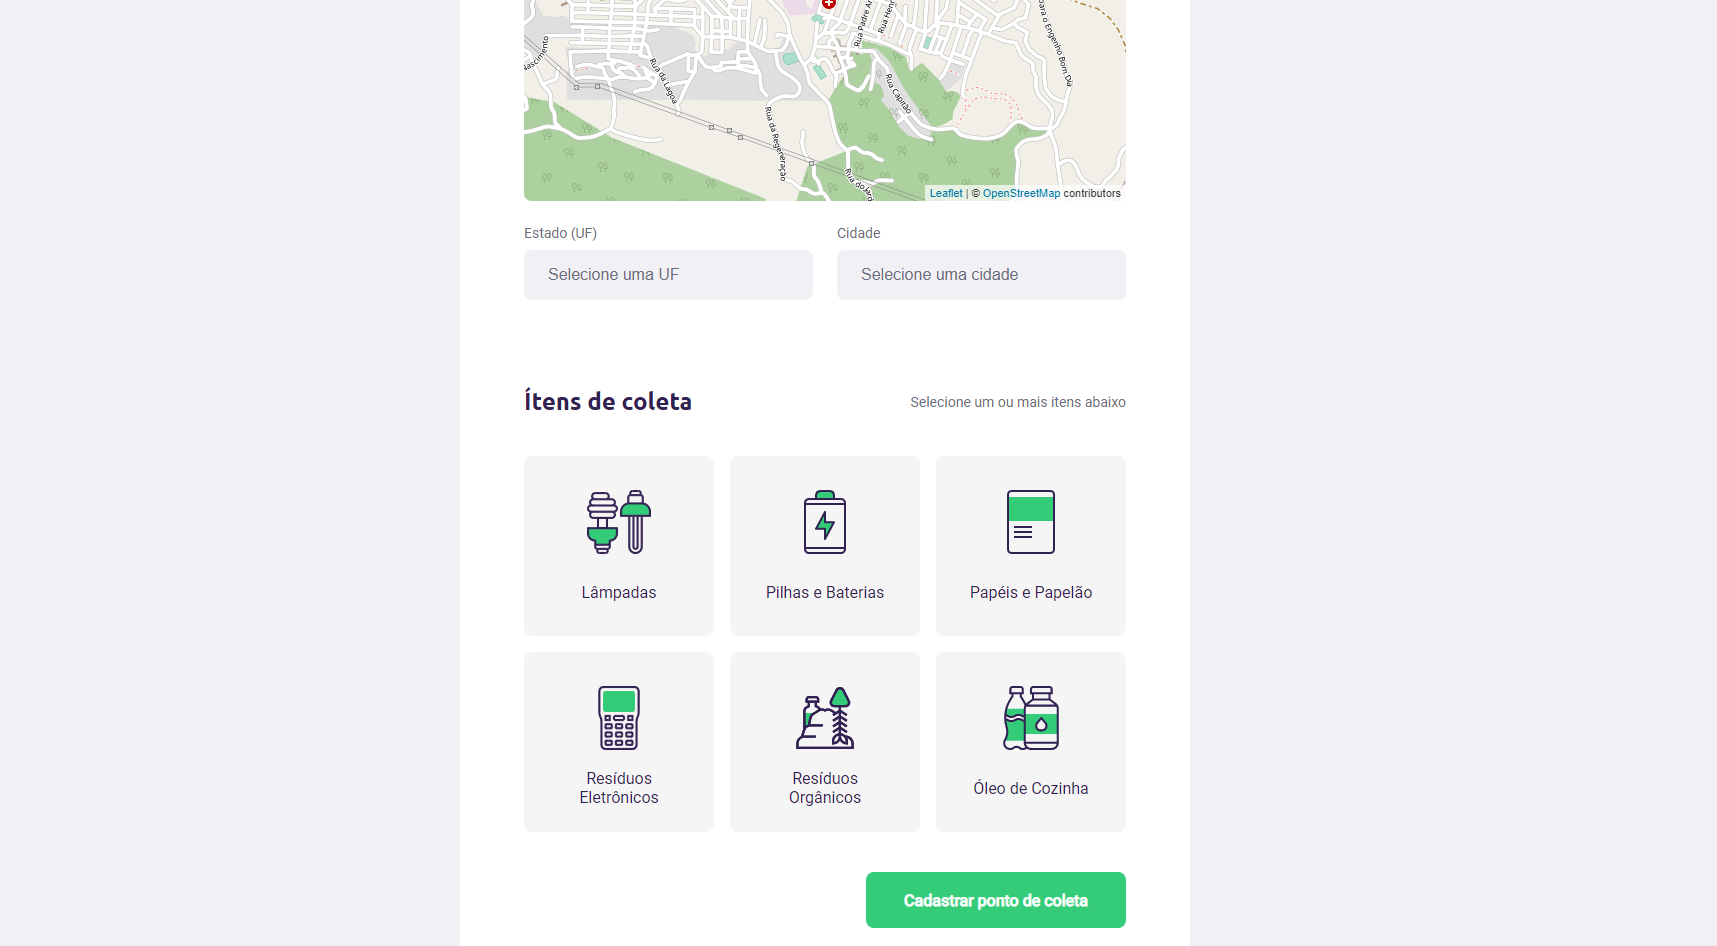 Rua Padre Ar
Rua Henr
para o Engenho Bom Dia
Nascimento
Rua da Lagoa
Rua Capirão
Rua da Regeneração
Rua do
Leaflet | © OpenStreetMap contributors
Estado (UF)
Cidade
Selecione uma UF
Selecione uma cidade
Ítens de coleta
Selecione um ou mais itens abaixo
Lâmpadas
Pilhas e Baterias
Papéis e Papelão
Resíduos
Eletrônicos
Resíduos
Orgânicos
Óleo de Cozinha
Cadastrar ponto de coleta